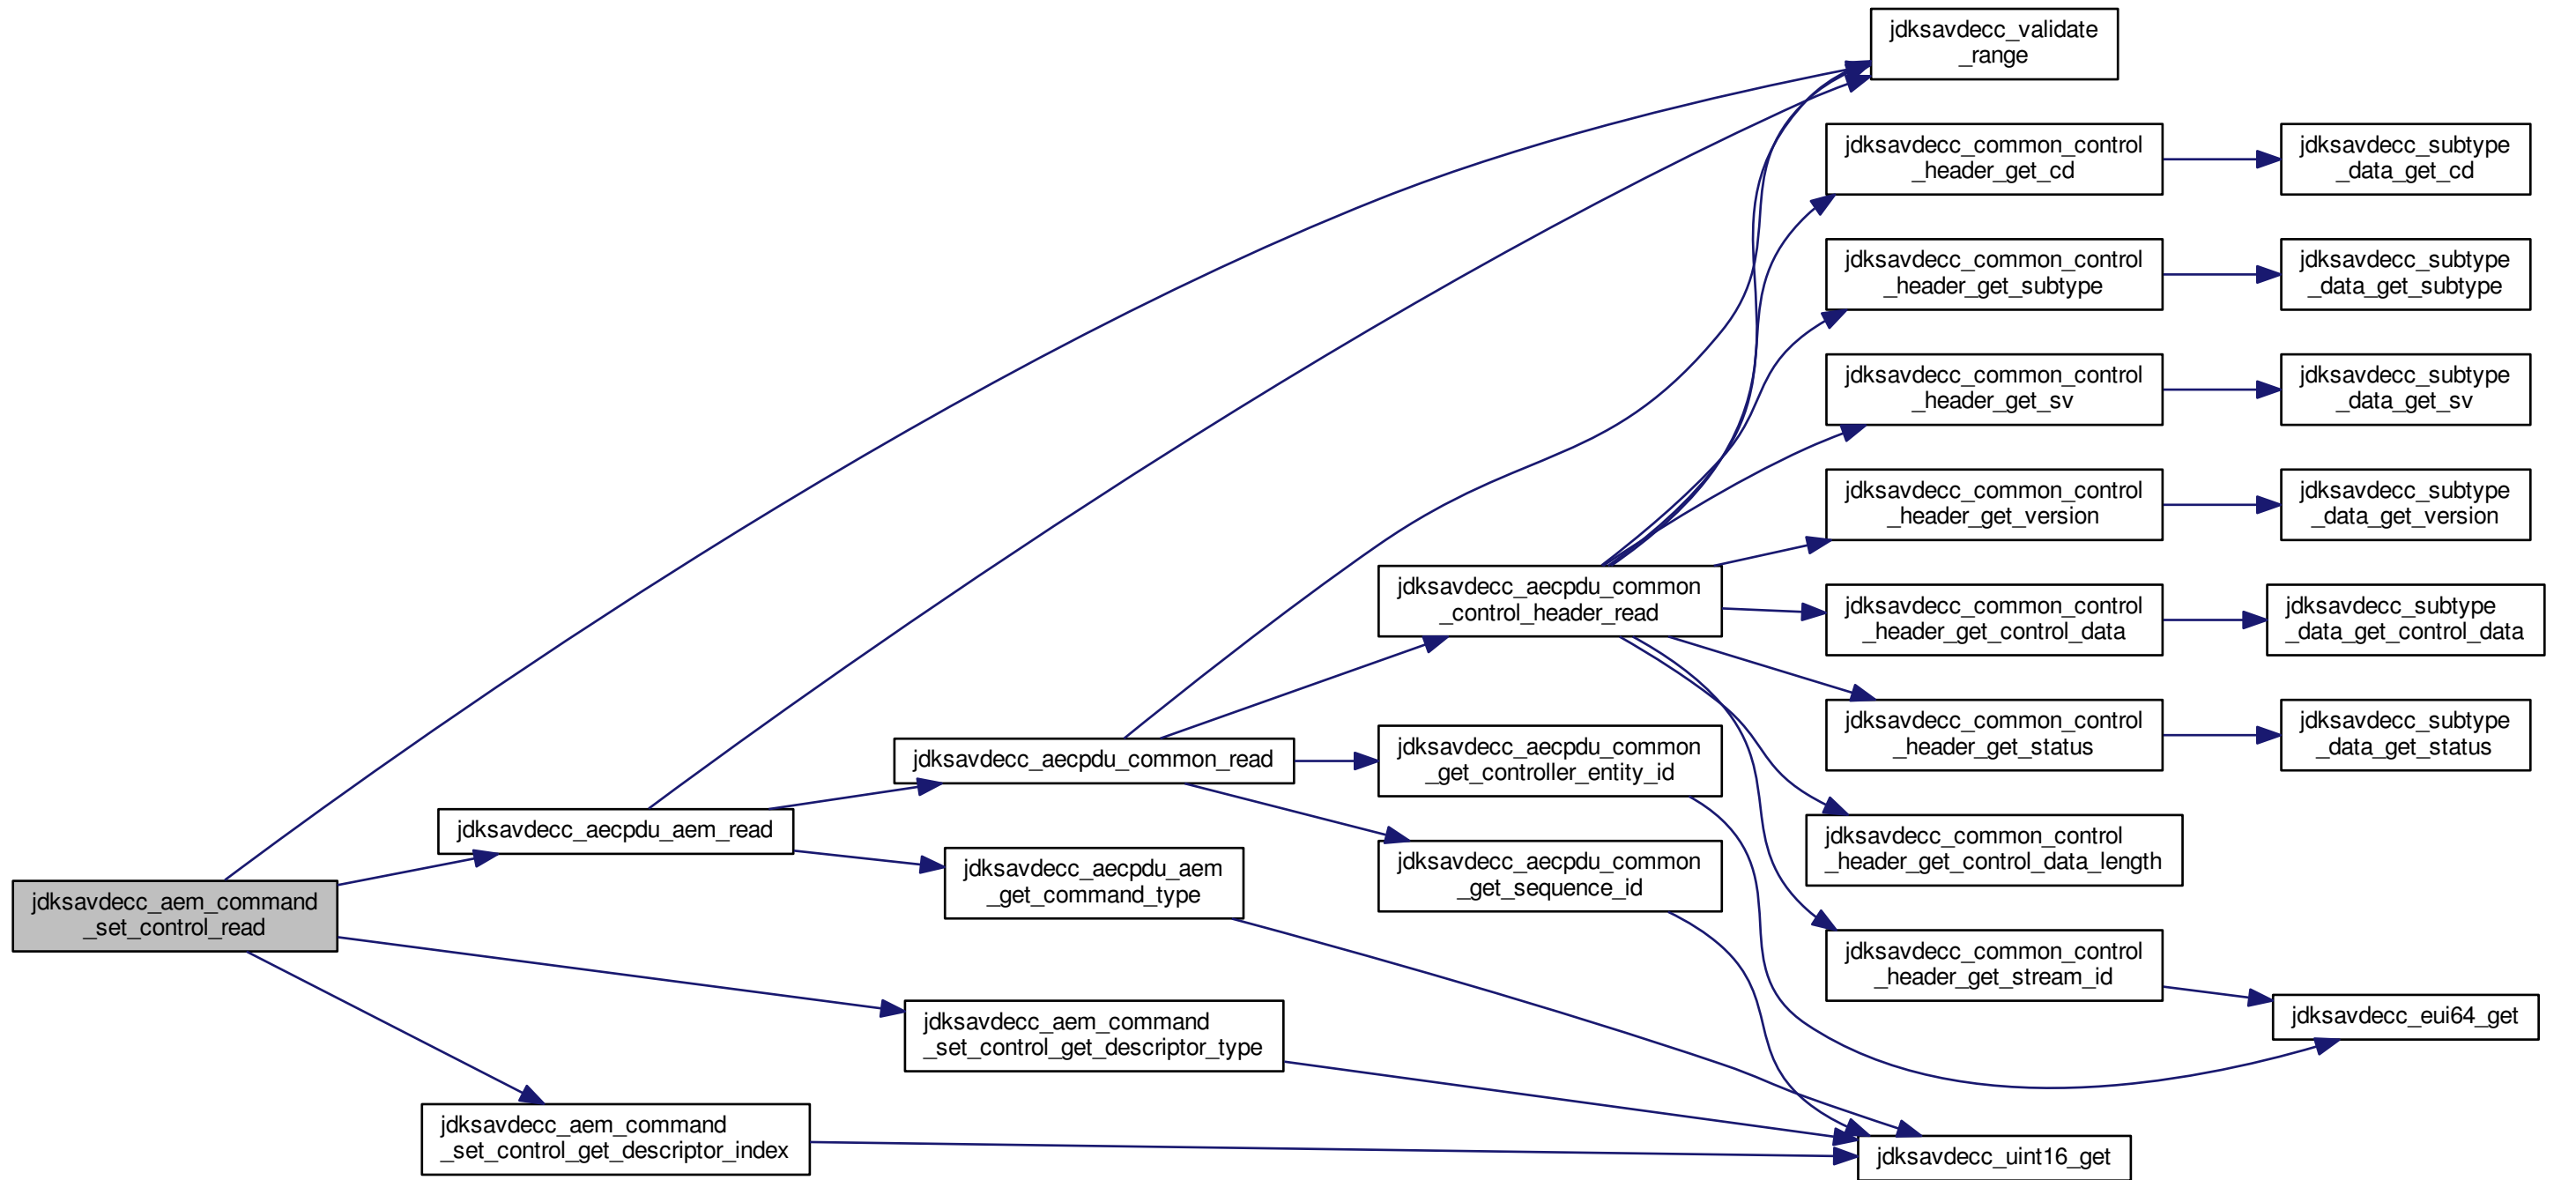 jdksavdecc_validate
_range
jdksavdecc_common_control
_header_get_cd
jdksavdecc_subtype
_data_get_cd
jdksavdecc_common_control
_header_get_subtype
jdksavdecc_subtype
_data_get_subtype
jdksavdecc_common_control
_header_get_sv
jdksavdecc_subtype
_data_get_sv
jdksavdecc_common_control
_header_get_version
jdksavdecc_subtype
_data_get_version
jdksavdecc_aecpdu_common
_control_header_read
jdksavdecc_common_control
_header_get_control_data
jdksavdecc_subtype
_data_get_control_data
jdksavdecc_common_control
_header_get_status
jdksavdecc_subtype
_data_get_status
jdksavdecc_aecpdu_common_read
jdksavdecc_aecpdu_common
_get_controller_entity_id
jdksavdecc_aecpdu_aem_read
jdksavdecc_common_control
_header_get_control_data_length
jdksavdecc_aecpdu_aem
_get_command_type
jdksavdecc_aecpdu_common
_get_sequence_id
jdksavdecc_aem_command
_set_control_read
jdksavdecc_common_control
_header_get_stream_id
jdksavdecc_eui64_get
jdksavdecc_aem_command
_set_control_get_descriptor_type
jdksavdecc_aem_command
_set_control_get_descriptor_index
jdksavdecc_uint16_get